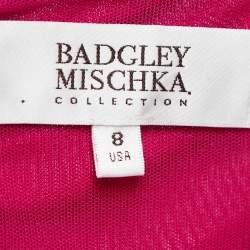 BADGLEY
MISCHKA.
COLLECTION
8
USA